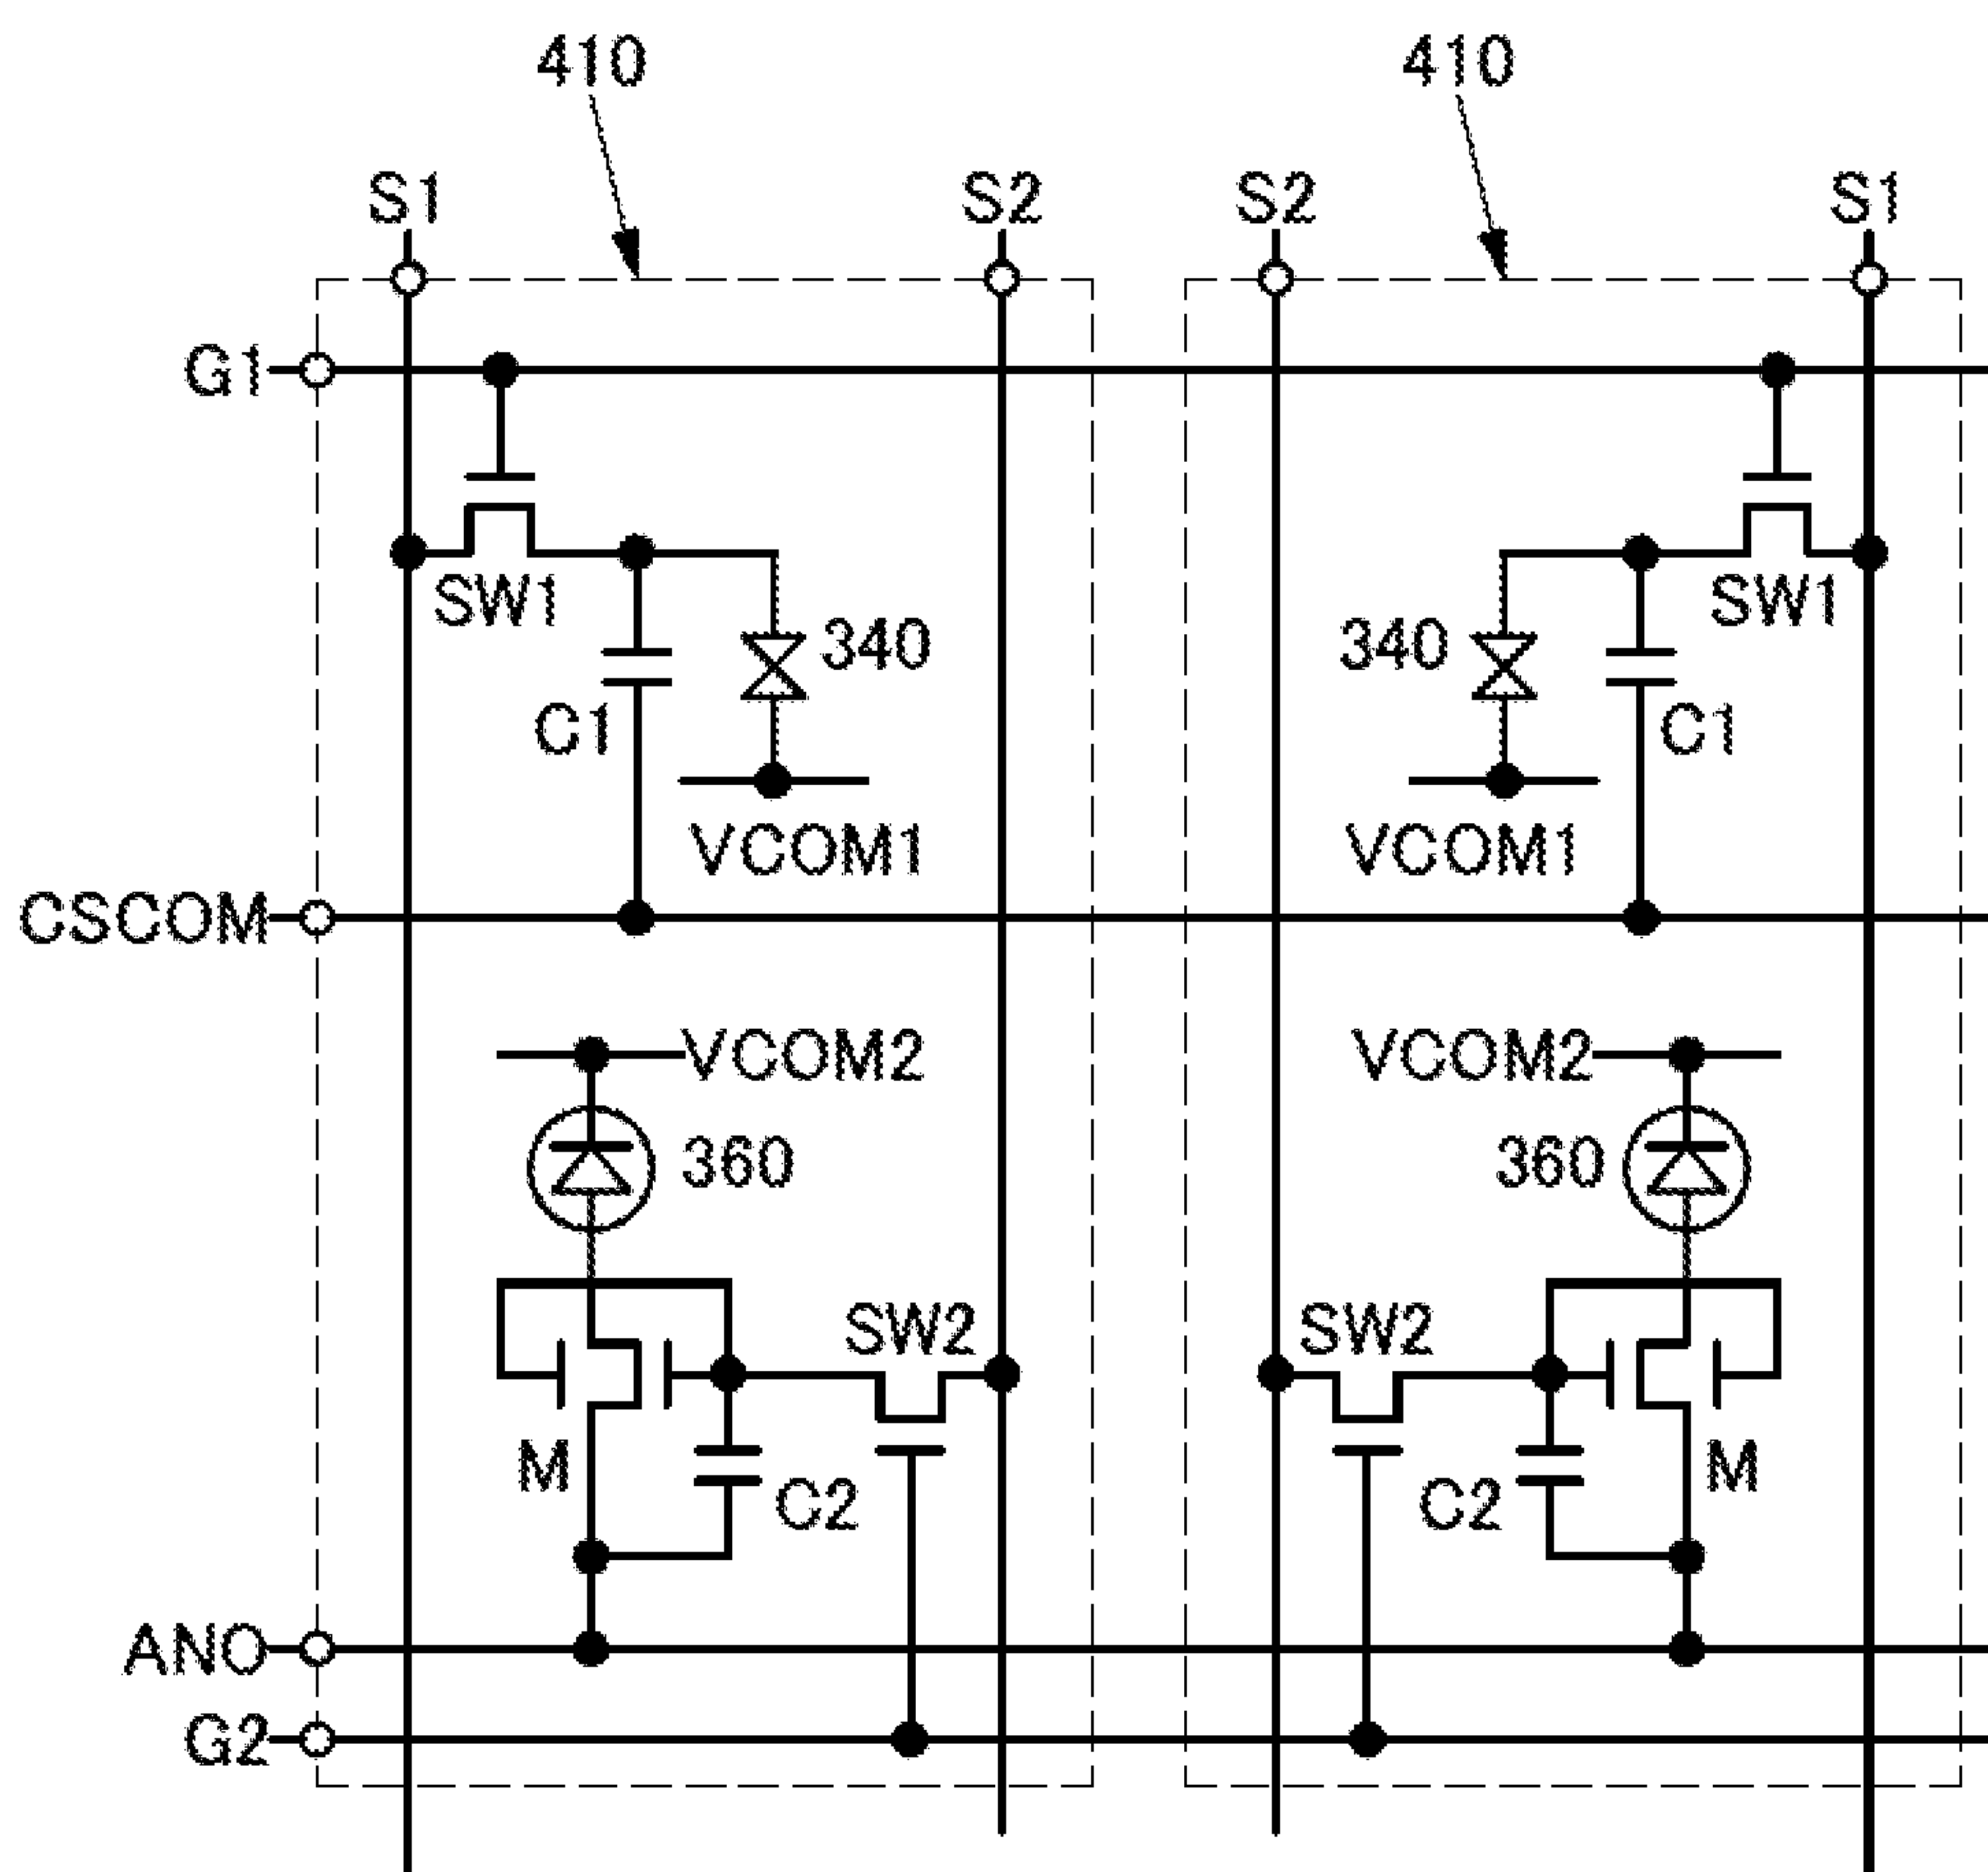 410 410
S1 S2 S2 S1
G1
SW1 SW1
340 340
C1 C1
VCOM1 VCOM1
CSCOM
VCOM2 VCOM2
360 360
SW2 SW2
M M
C2 C2
ANO
G2